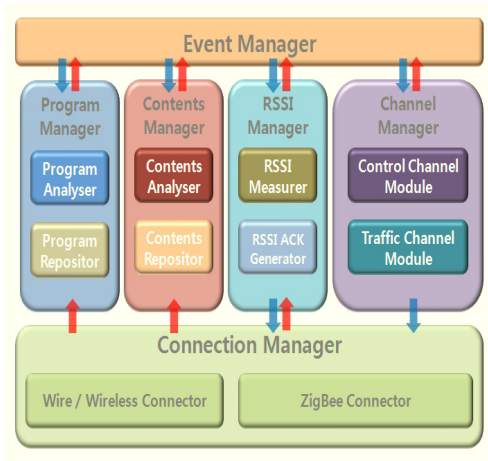 Event Manager
Program
Manager
Program
Analyser
Program
Repositor
Contents
Manager
Contents
Analyser
Contents
Repositor
RSSI
Manager
RSSI
Measurer
RSSI ACK
Generator
Channel
Manager
Control Channel
Module
Traffic Channel
Module
Connection Manager
Wire / Wireless Connector
ZigBee Connector